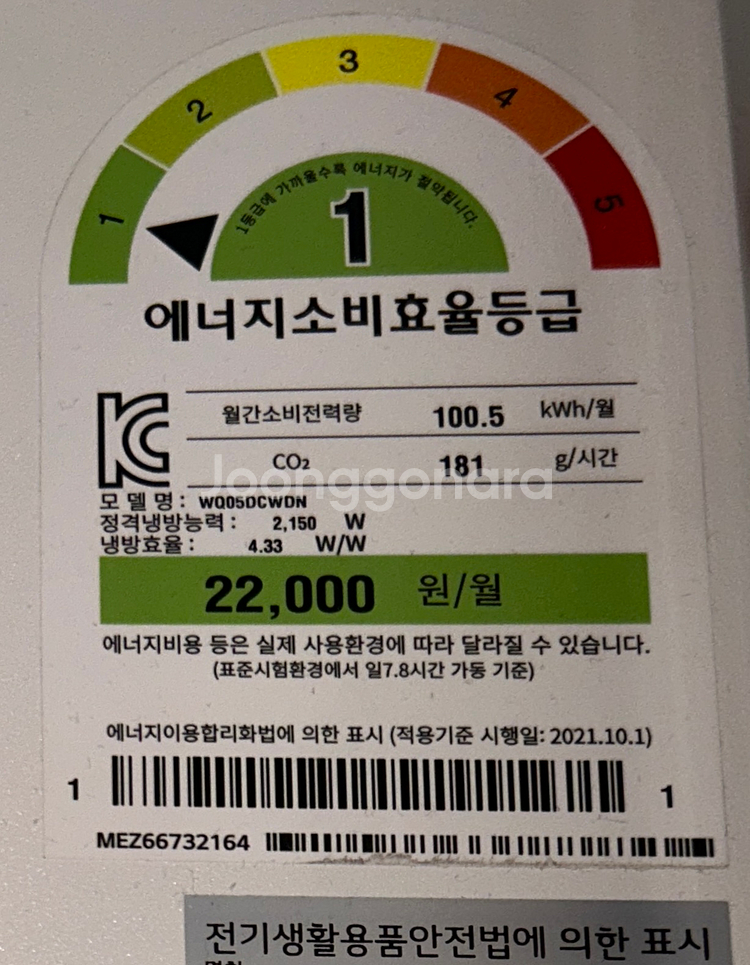 3
2
4
1
5
1등급에 가까울수록 에너지가 절약됩니다.
1
에너지소비효율등급
월간소비전력량 100.5 kWh/월
CO₂ 181 g/시간
Joonggonara
모 델 명 : WQ05DCWDN
정격냉방능력 : 2,150 W
냉방효율 : 4.33 W/W
22,000 원/월
에너지비용 등은 실제 사용환경에 따라 달라질 수 있습니다.
(표준시험환경에서 일7.8시간 가동 기준)
에너지이용합리화법에 의한 표시 (적용기준 시행일: 2021.10.1)
1 1
MEZ66732164
전기생활용품안전법에 의한 표시